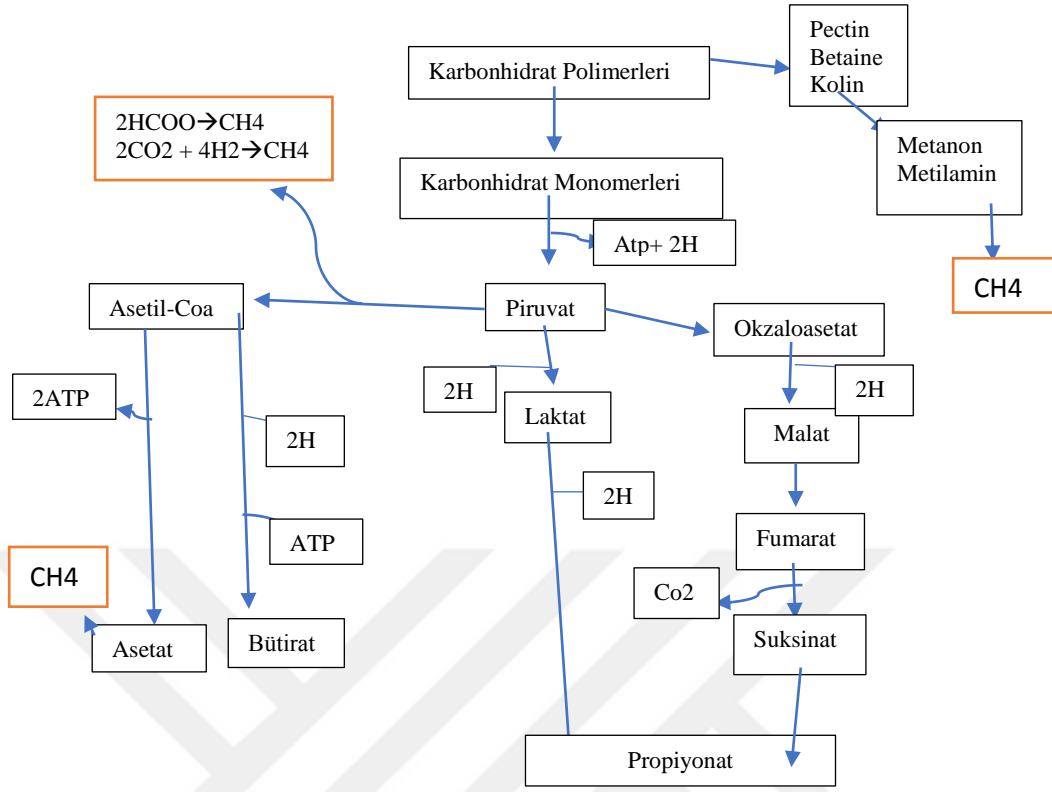 Pectin
Betaine
Kolin
Karbonhidrat Polimerleri
2HCOO→CH4
2CO2 + 4H2→CH4
Metanon
Metilamin
Karbonhidrat Monomerleri
Atp+ 2H
CH4
Asetil-Coa
Piruvat
Okzaloasetat
2H
2H
2ATP
Laktat
2H
Malat
2H
ATP
Fumarat
CH4
Co2
Asetat
Bütirat
Suksinat
Propiyonat